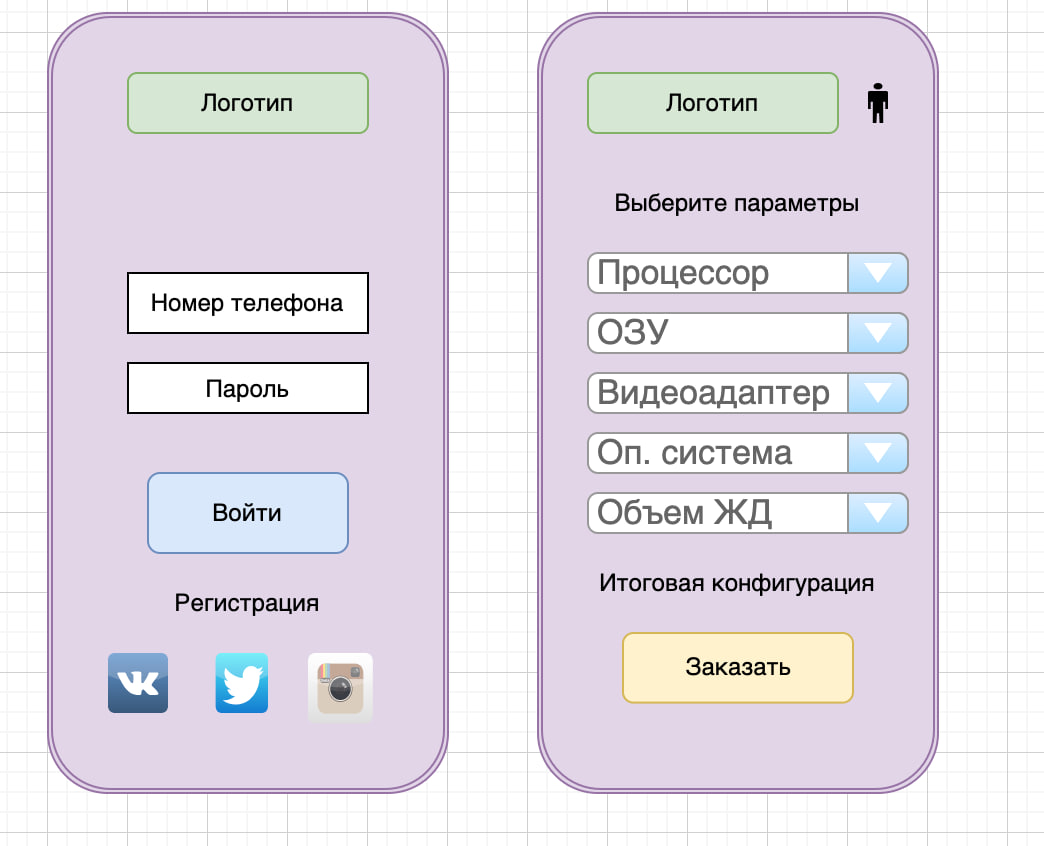 Логотип
Номер телефона
Пароль
Войти
Регистрация
Логотип
Выберите параметры
Процессор
ОЗУ
Видеоадаптер
Оп. система
Объем ЖД
Итоговая конфигурация
Заказать